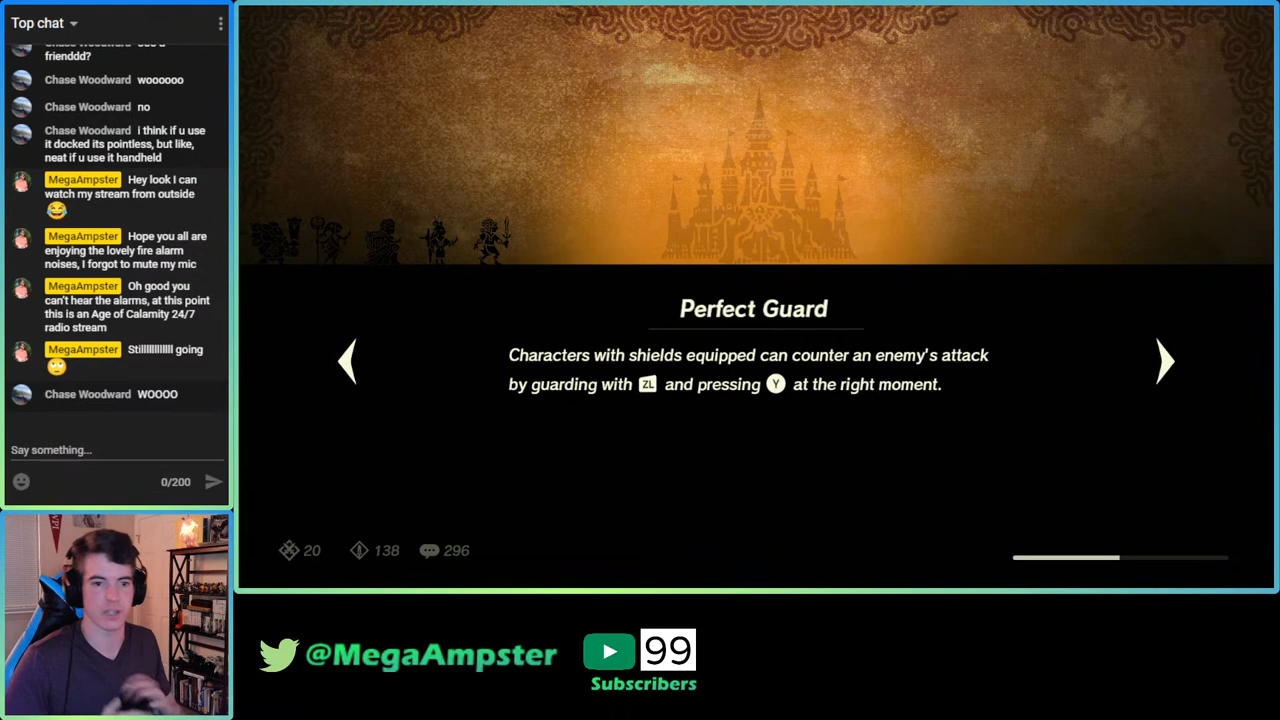 Top chat
frienddd?
Chase Woodward woooooo
Chase Woodward no
Chase Woodward i think if u use
it docked its pointless, but like,
neat if u use it handheld
MegaAmpster Hey look I can
watch my stream from outside
😂
MegaAmpster Hope you all are
enjoying the lovely fire alarm
noises, I forgot to mute my mic
MegaAmpster Oh good you
can't hear the alarms, at this point
this is an Age of Calamity 24/7
radio stream
MegaAmpster Stillllllllllllll going
🙄
Chase Woodward WOOOO
Say something...
0/200
Perfect Guard
Characters with shields equipped can counter an enemy's attack
by guarding with ZL and pressing Y at the right moment.
20 138 296
@MegaAmpster
99
Subscribers